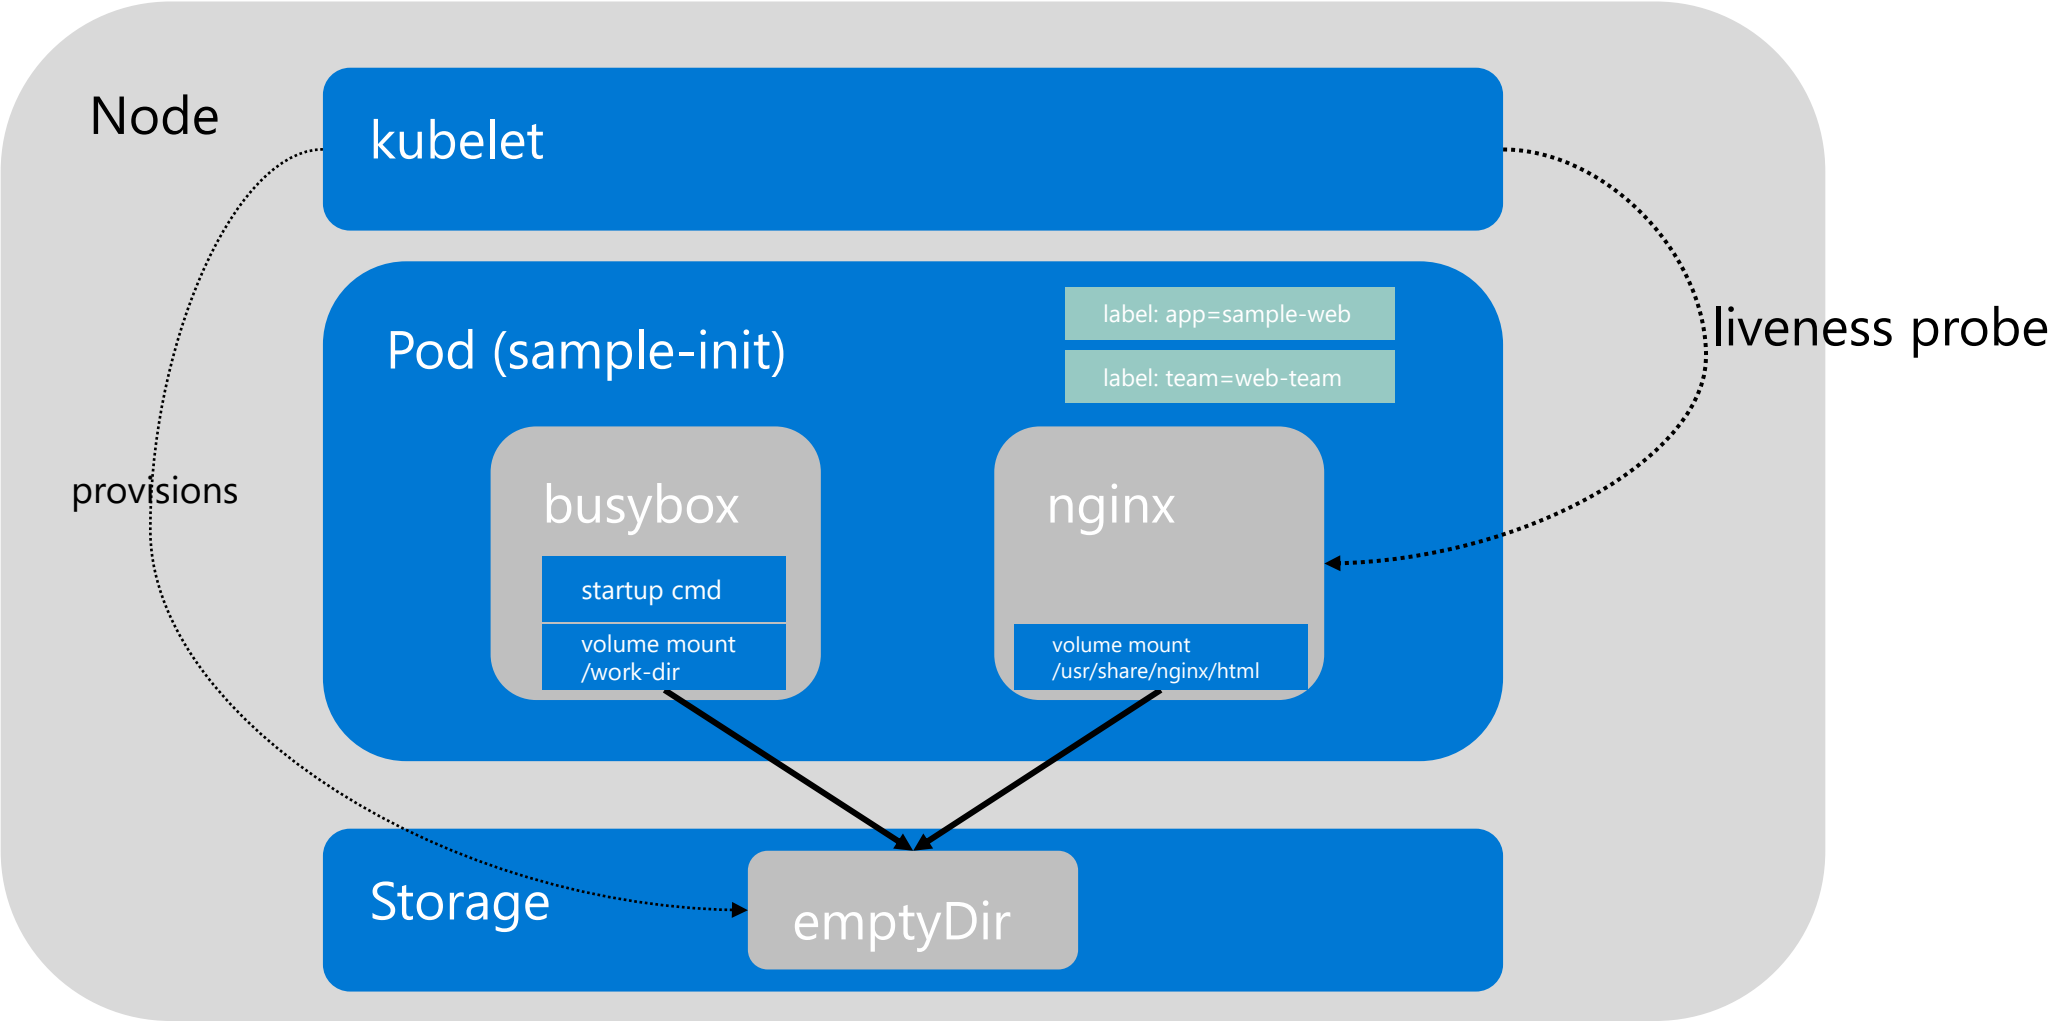 Node
kubelet
liveness probe
label: app=sample-web
Pod (sample-init)
label: team=web-team
provisions
busybox
nginx
startup cmd
volume mount
/work-dir
volume mount
/usr/share/nginx/html
Storage
emptyDir